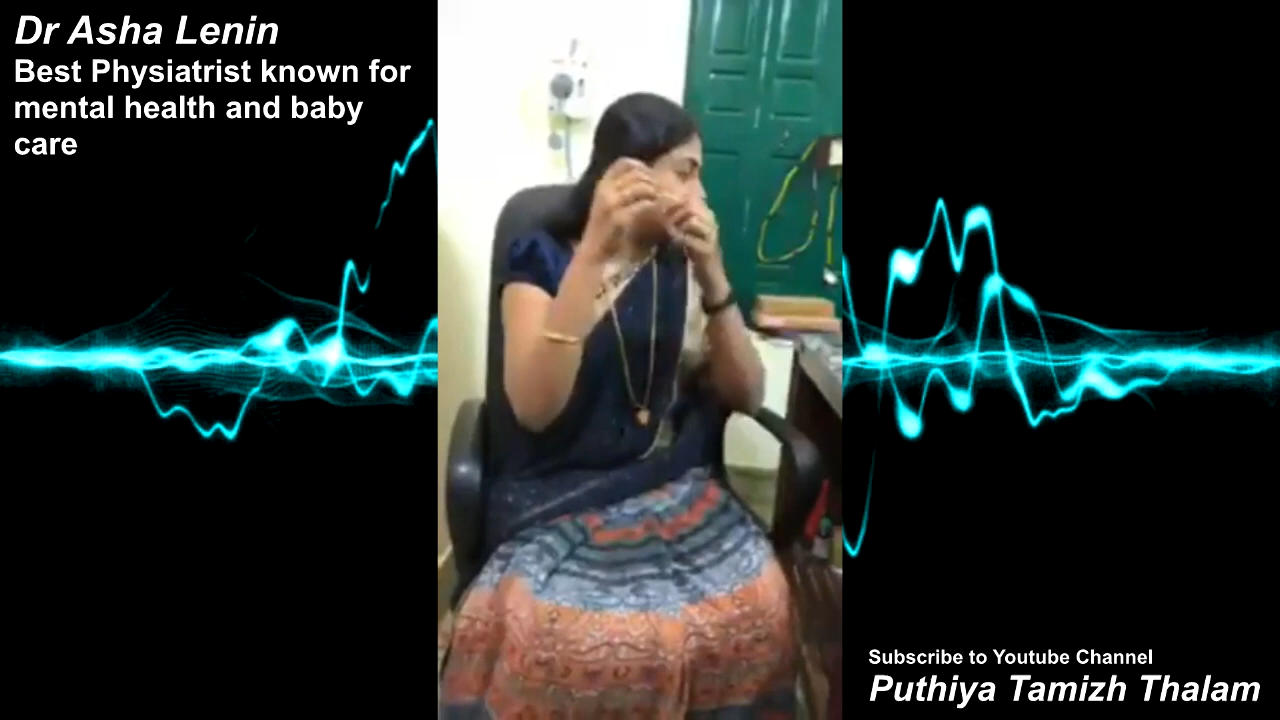 Dr Asha Lenin
Best Physiatrist known for
mental health and baby
care
Subscribe to Youtube Channel
Puthiya Tamizh Thalam